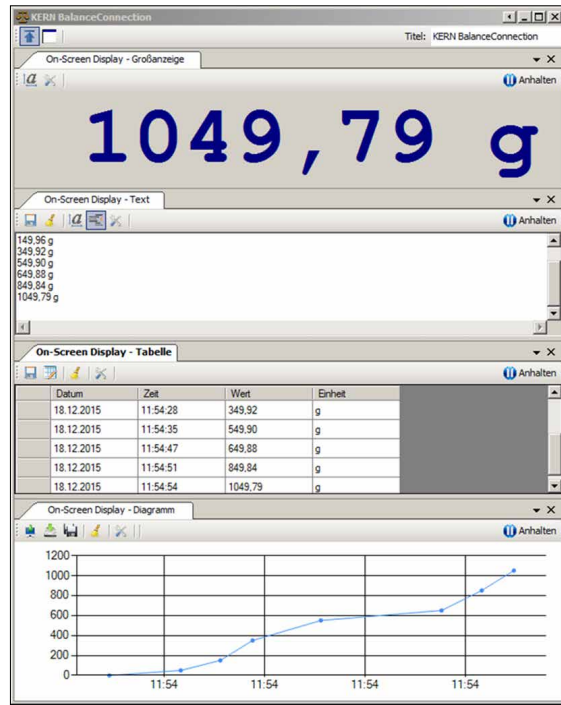 KERN BalanceConnection
Titel: KERN BalanceConnection
On-Screen Display - Großanzeige
Anhalten
1049,79 g
On-Screen Display - Text
Anhalten
149,96 g
349,92 g
549,90 g
649,88 g
849,84 g
1049,79 g
On-Screen Display - Tabelle
Anhalten
Datum Zeit Wert Einheit
18.12.2015 11:54:28 349,92 g
18.12.2015 11:54:35 549,90 g
18.12.2015 11:54:47 649,88 g
18.12.2015 11:54:51 849,84 g
18.12.2015 11:54:54 1049,79 g
On-Screen Display - Diagramm
Anhalten
1200
1000
800
600
400
200
0
11:54 11:54 11:54 11:54